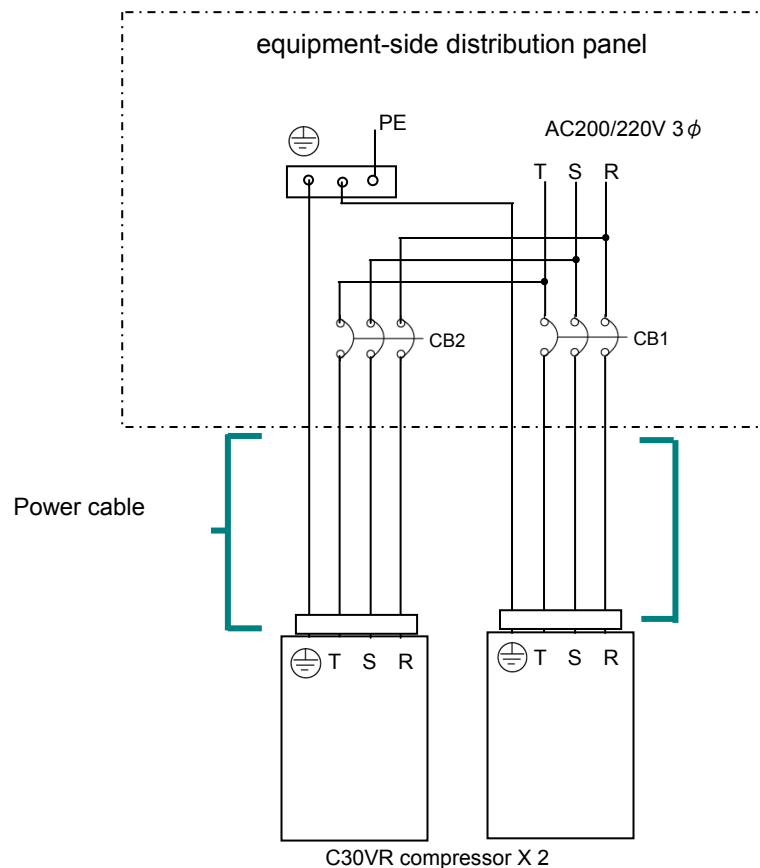 equipment-side distribution panel
PE
AC200/220V 3ϕ
T S R
CB2
CB1
Power cable
T S R
T S R
C30VR compressor X 2